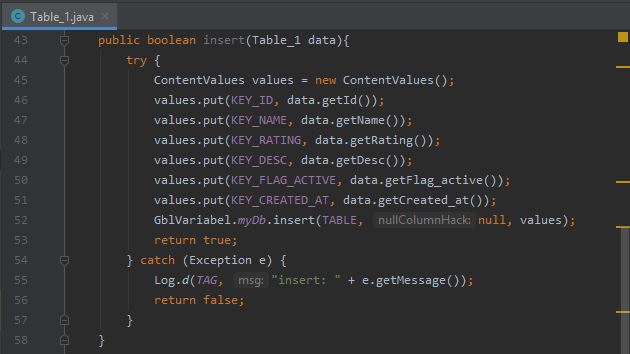 Table_1.java
43 public boolean insert(Table_1 data){
44 try {
45 ContentValues values = new ContentValues();
46 values.put(KEY_ID, data.getId());
47 values.put(KEY_NAME, data.getName());
48 values.put(KEY_RATING, data.getRating());
49 values.put(KEY_DESC, data.getDesc());
50 values.put(KEY_FLAG_ACTIVE, data.getFlag_active());
51 values.put(KEY_CREATED_AT, data.getCreated_at());
52 GblVariabel.myDb.insert(TABLE, nullColumnHack: null, values);
53 return true;
54 } catch (Exception e) {
55 Log.d(TAG, msg: "insert: " + e.getMessage());
56 return false;
57 }
58 }